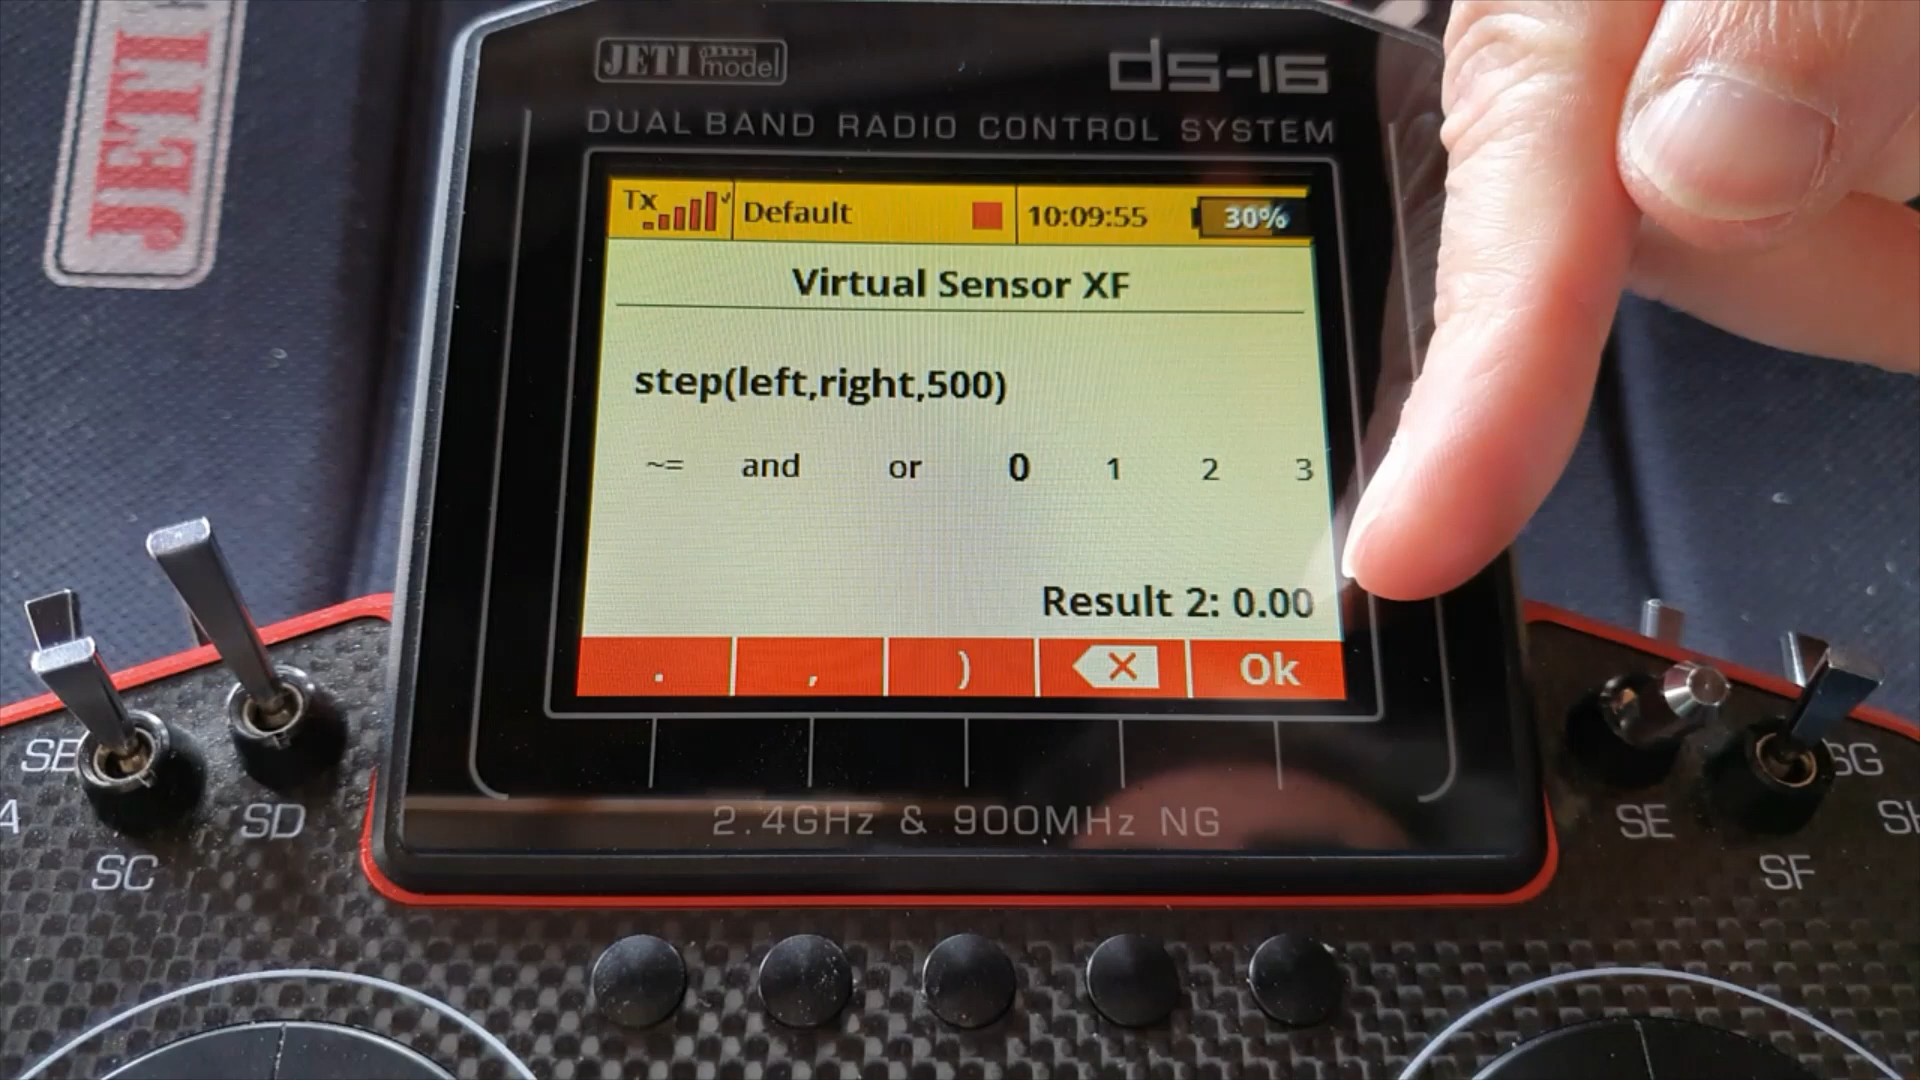 JETI
JETI model
ds-16
DUAL BAND RADIO CONTROL SYSTEM
Tx Default 10:09:55 30%
Virtual Sensor XF
step(left,right,500)
~= and or 0 1 2 3
Result 2: 0.00
. , ) Ok
2.4GHz & 900MHz NG
SD
SC
SE
SG
SF